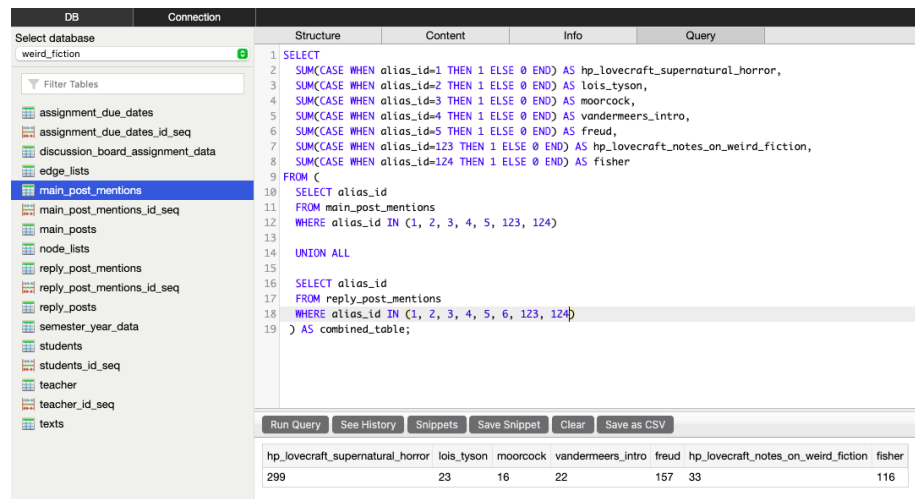 DB Connection
Select database
weird_fiction
Filter Tables
assignment_due_dates
assignment_due_dates_id_seq
discussion_board_assignment_data
edge_lists
main_post_mentions
main_post_mentions_id_seq
main_posts
node_lists
reply_post_mentions
reply_post_mentions_id_seq
reply_posts
semester_year_data
students
students_id_seq
teacher
teacher_id_seq
texts
Structure Content Info Query
1 SELECT
2 SUM(CASE WHEN alias_id=1 THEN 1 ELSE 0 END) AS hp_lovecraft_supernatural_horror,
3 SUM(CASE WHEN alias_id=2 THEN 1 ELSE 0 END) AS lois_tyson,
4 SUM(CASE WHEN alias_id=3 THEN 1 ELSE 0 END) AS moorcock,
5 SUM(CASE WHEN alias_id=4 THEN 1 ELSE 0 END) AS vandermeers_intro,
6 SUM(CASE WHEN alias_id=5 THEN 1 ELSE 0 END) AS freud,
7 SUM(CASE WHEN alias_id=123 THEN 1 ELSE 0 END) AS hp_lovecraft_notes_on_weird_fiction,
8 SUM(CASE WHEN alias_id=124 THEN 1 ELSE 0 END) AS fisher
9 FROM (
10 SELECT alias_id
11 FROM main_post_mentions
12 WHERE alias_id IN (1, 2, 3, 4, 5, 123, 124)
13
14 UNION ALL
15
16 SELECT alias_id
17 FROM reply_post_mentions
18 WHERE alias_id IN (1, 2, 3, 4, 5, 6, 123, 124)
19 ) AS combined_table;
Run Query See History Snippets Save Snippet Clear Save as CSV
hp_lovecraft_supernatural_horror lois_tyson moorcock vandermeers_intro freud hp_lovecraft_notes_on_weird_fiction fisher
299 23 16 22 157 33 116